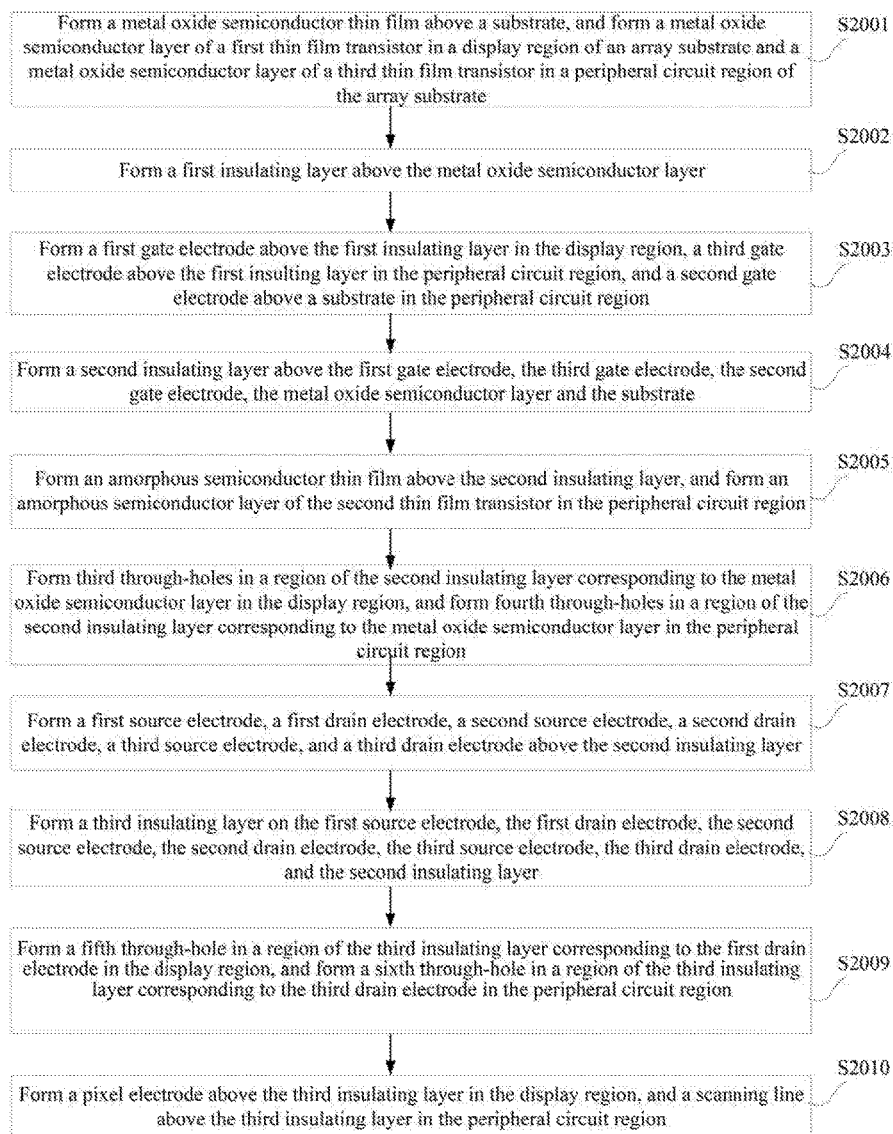 Form a metal oxide semiconductor thin film above a substrate, and form a metal oxide
semiconductor layer of a first thin film transistor in a display region of an array substrate and a
metal oxide semiconductor layer of a third thin film transistor in a peripheral circuit region of
the array substrate
S2001
Form a first insulating layer above the metal oxide semiconductor layer
S2002
Form a first gate electrode above the first insulating layer in the display region, a third gate
electrode above the first insulting layer in the peripheral circuit region, and a second gate
electrode above a substrate in the peripheral circuit region
S2003
Form a second insulating layer above the first gate electrode, the third gate electrode, the second
gate electrode, the metal oxide semiconductor layer and the substrate
S2004
Form an amorphous semiconductor thin film above the second insulating layer, and form an
amorphous semiconductor layer of the second thin film transistor in the peripheral circuit region
S2005
Form third through-holes in a region of the second insulating layer corresponding to the metal
oxide semiconductor layer in the display region, and form fourth through-holes in a region of the
second insulating layer corresponding to the metal oxide semiconductor layer in the peripheral
circuit region
S2006
Form a first source electrode, a first drain electrode, a second source electrode, a second drain
electrode, a third source electrode, and a third drain electrode above the second insulating layer
S2007
Form a third insulating layer on the first source electrode, the first drain electrode, the second
source electrode, the second drain electrode, the third source electrode, the third drain electrode,
and the second insulating layer
S2008
Form a fifth through-hole in a region of the third insulating layer corresponding to the first drain
electrode in the display region, and form a sixth through-hole in a region of the third insulating
layer corresponding to the third drain electrode in the peripheral circuit region
S2009
Form a pixel electrode above the third insulating layer in the display region, and a scanning line
above the third insulating layer in the peripheral circuit region
S2010